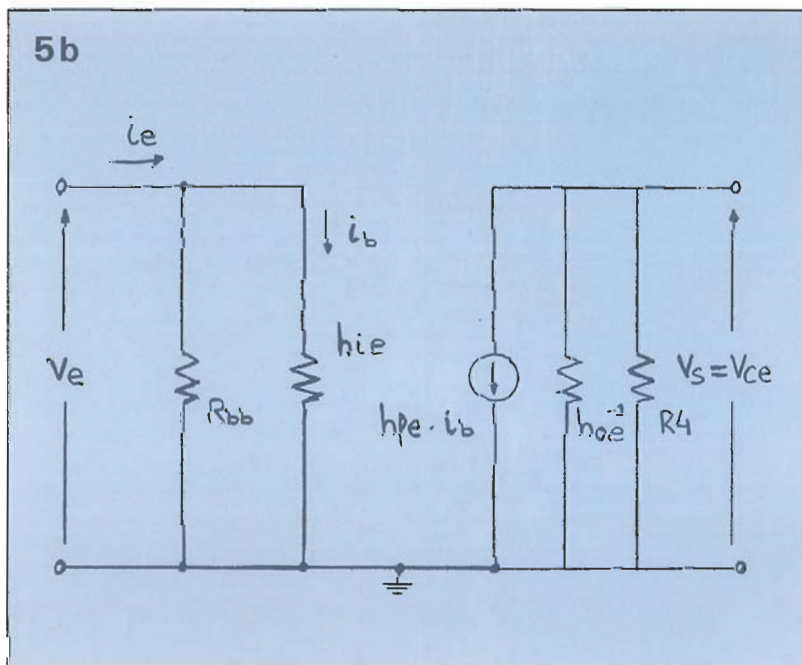 5b
ie
ib
Ve
Rbb
hie
hfe · ib
hoe⁻¹
R4
Vs = Vce